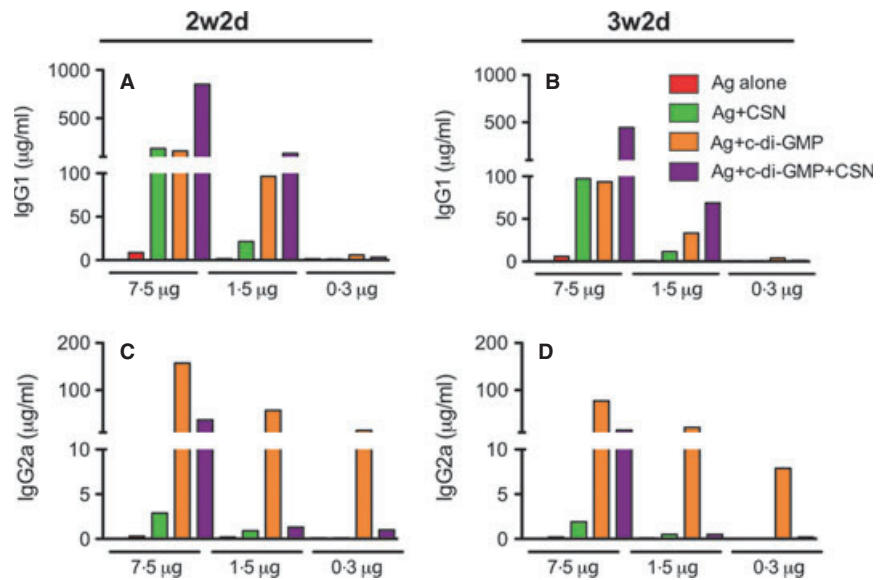 2w2d
3w2d
A
1000
500
100
50
0
IgG1 (μg/ml)
7·5 μg 1·5 μg 0·3 μg
B
1000
500
100
50
0
IgG1 (μg/ml)
7·5 μg 1·5 μg 0·3 μg
Ag alone
Ag+CSN
Ag+c-di-GMP
Ag+c-di-GMP+CSN
C
200
100
10
5
0
IgG2a (μg/ml)
7·5 μg 1·5 μg 0·3 μg
D
200
100
10
5
0
IgG2a (μg/ml)
7·5 μg 1·5 μg 0·3 μg